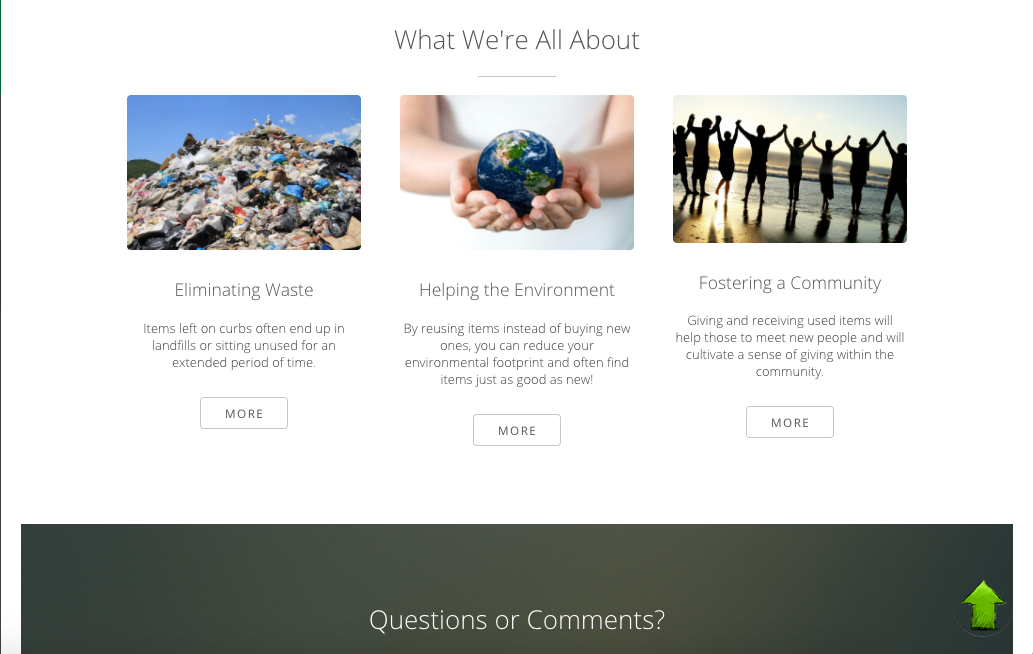 What We're All About
Eliminating Waste
Items left on curbs often end up in
landfills or sitting unused for an
extended period of time.
MORE
Helping the Environment
By reusing items instead of buying new
ones, you can reduce your
environmental footprint and often find
items just as good as new!
MORE
Fostering a Community
Giving and receiving used items will
help those to meet new people and will
cultivate a sense of giving within the
community.
MORE
Questions or Comments?